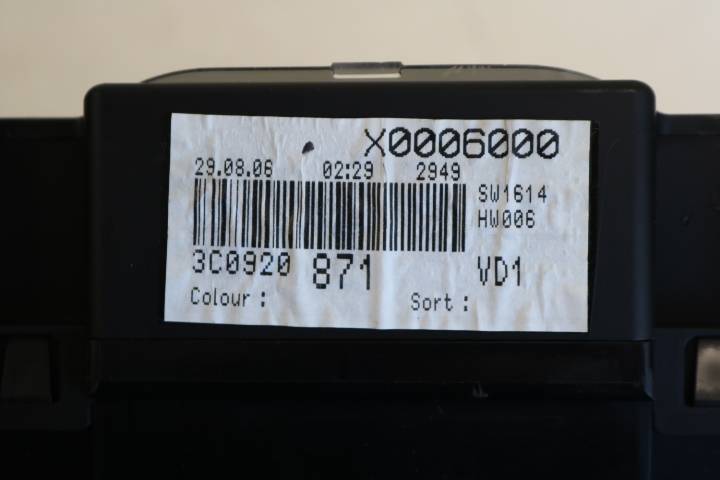 X0006000
29.08.06 02:29 2949
SW1614
HW006
3C0920 871 VD1
Colour : Sort :